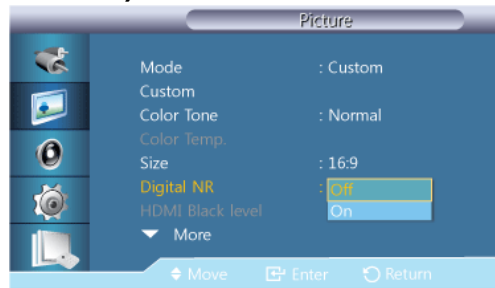 Picture
Mode : Custom
Custom
Color Tone : Normal
Color Temp.
Size : 16:9
Digital NR : Off
On
HDMI Black level
More
Move Enter Return